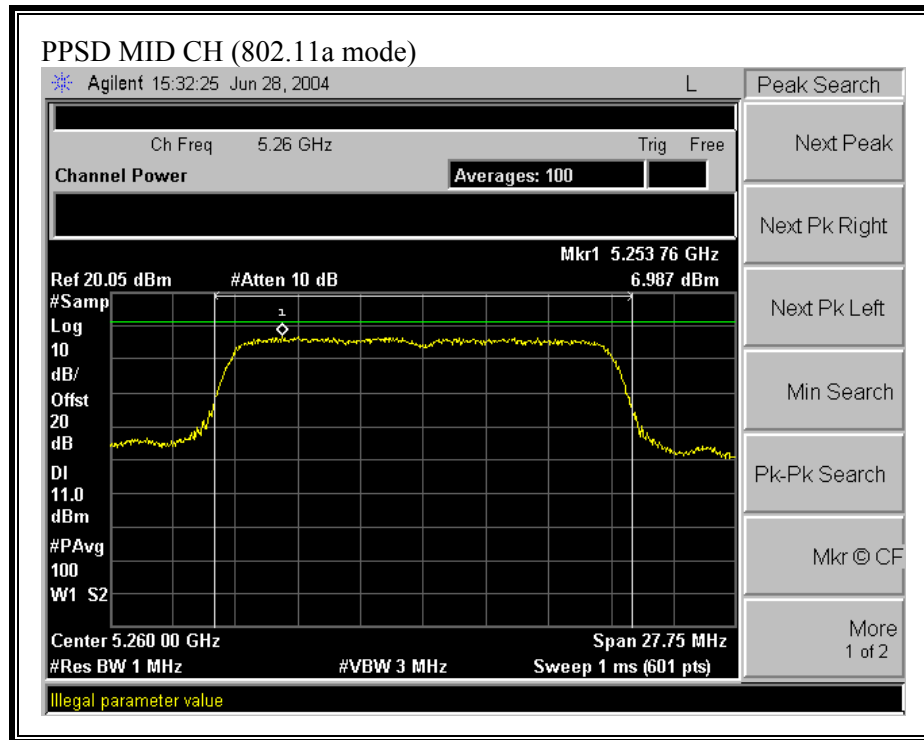 PPSD MID CH (802.11a mode)
Agilent 15:32:25 Jun 28, 2004 L
Peak Search
Ch Freq 5.26 GHz Trig Free
Channel Power Averages: 100
Mkr1 5.253 76 GHz
Ref 20.05 dBm #Atten 10 dB 6.987 dBm
#Samp
Log
10
dB/
Offst
20
dB
DI
11.0
dBm
#PAvg
100
W1 S2
1
Center 5.260 00 GHz Span 27.75 MHz
#Res BW 1 MHz #VBW 3 MHz Sweep 1 ms (601 pts)
Illegal parameter value
Next Peak
Next Pk Right
Next Pk Left
Min Search
Pk-Pk Search
Mkr © CF
More
1 of 2